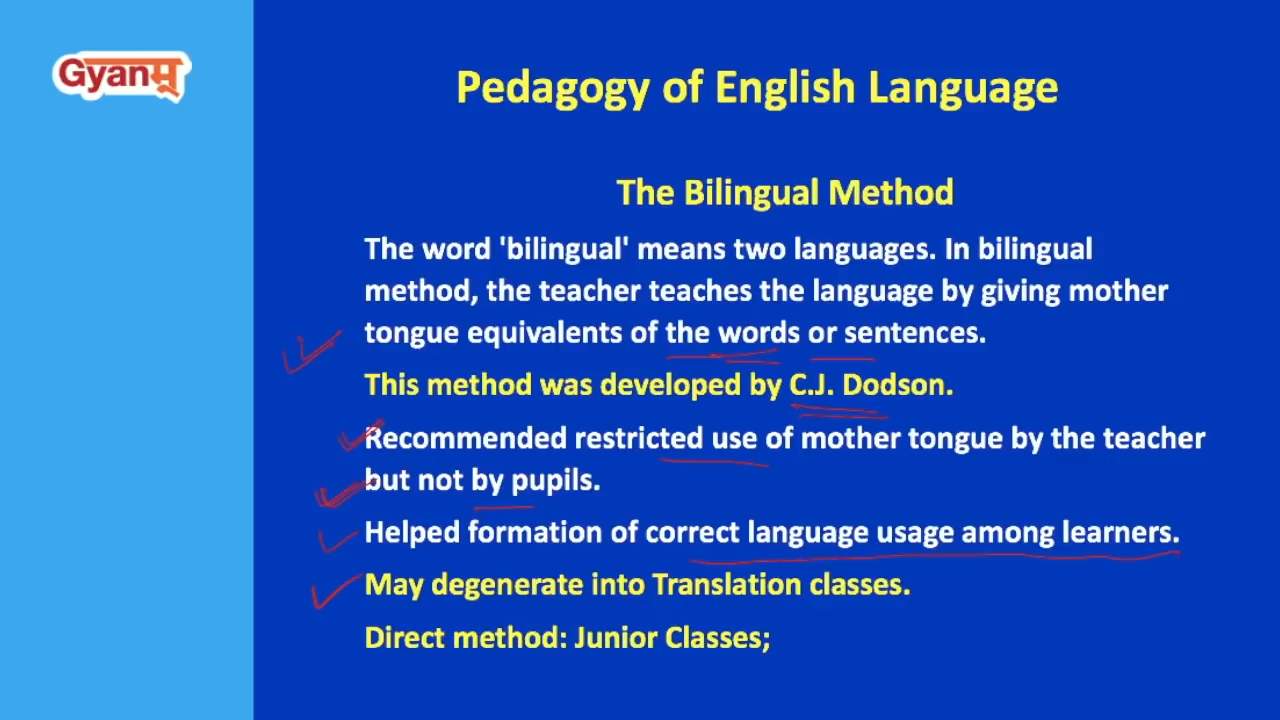 Gyanਮੂ
Pedagogy of English Language
The Bilingual Method
The word 'bilingual' means two languages. In bilingual
method, the teacher teaches the language by giving mother
tongue equivalents of the words or sentences.
This method was developed by C.J. Dodson.
Recommended restricted use of mother tongue by the teacher
but not by pupils.
Helped formation of correct language usage among learners.
May degenerate into Translation classes.
Direct method: Junior Classes;